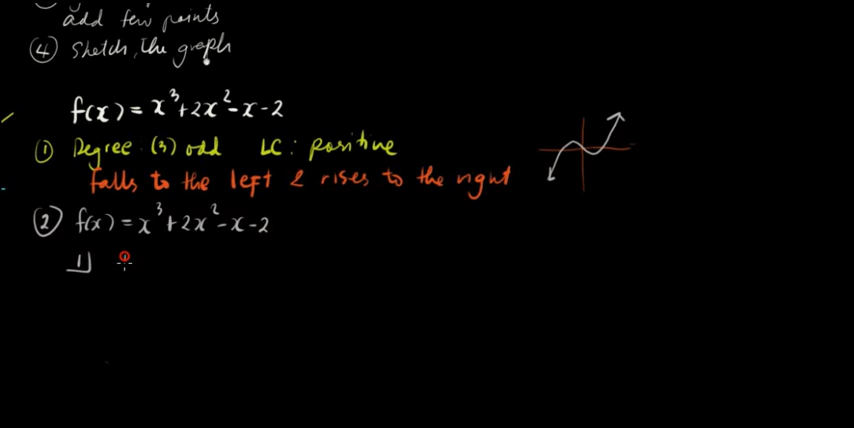 add few points
④ Sketch the graph
f(x) = x³+2x²-x-2
① Degree (3) odd LC: positive
falls to the left & rises to the right
② f(x) = x³+2x²-x-2
1